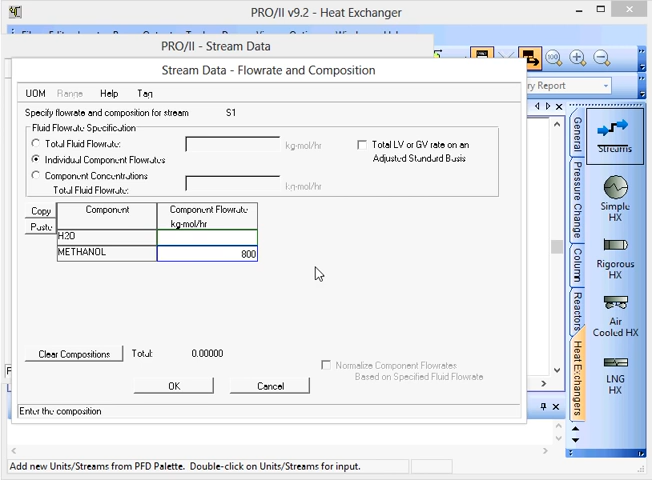 PRO/II v9.2 - Heat Exchanger
PRO/II - Stream Data
Stream Data - Flowrate and Composition
ry Report
UOM Range Help Tag
Specify flowrate and composition for stream S1
Fluid Flowrate Specification
Total Fluid Flowrate: kg-mol/hr
Individual Component Flowrates
Component Concentrations
Total Fluid Flowrate: kg-mol/hr
Total LV or GV rate on an
Adjusted Standard Basis
Copy
Paste
Component Component Flowrate
kg-mol/hr
H2O
METHANOL 800
Clear Compositions Total: 0.00000
Normalize Component Flowrates
Based on Specified Fluid Flowrate
OK Cancel
Enter the composition
General
Pressure Change
Column
Reactors
Heat Exchangers
Streams
Simple
HX
Rigorous
HX
Air
Cooled HX
LNG
HX
Add new Units/Streams from PFD Palette. Double-click on Units/Streams for input.